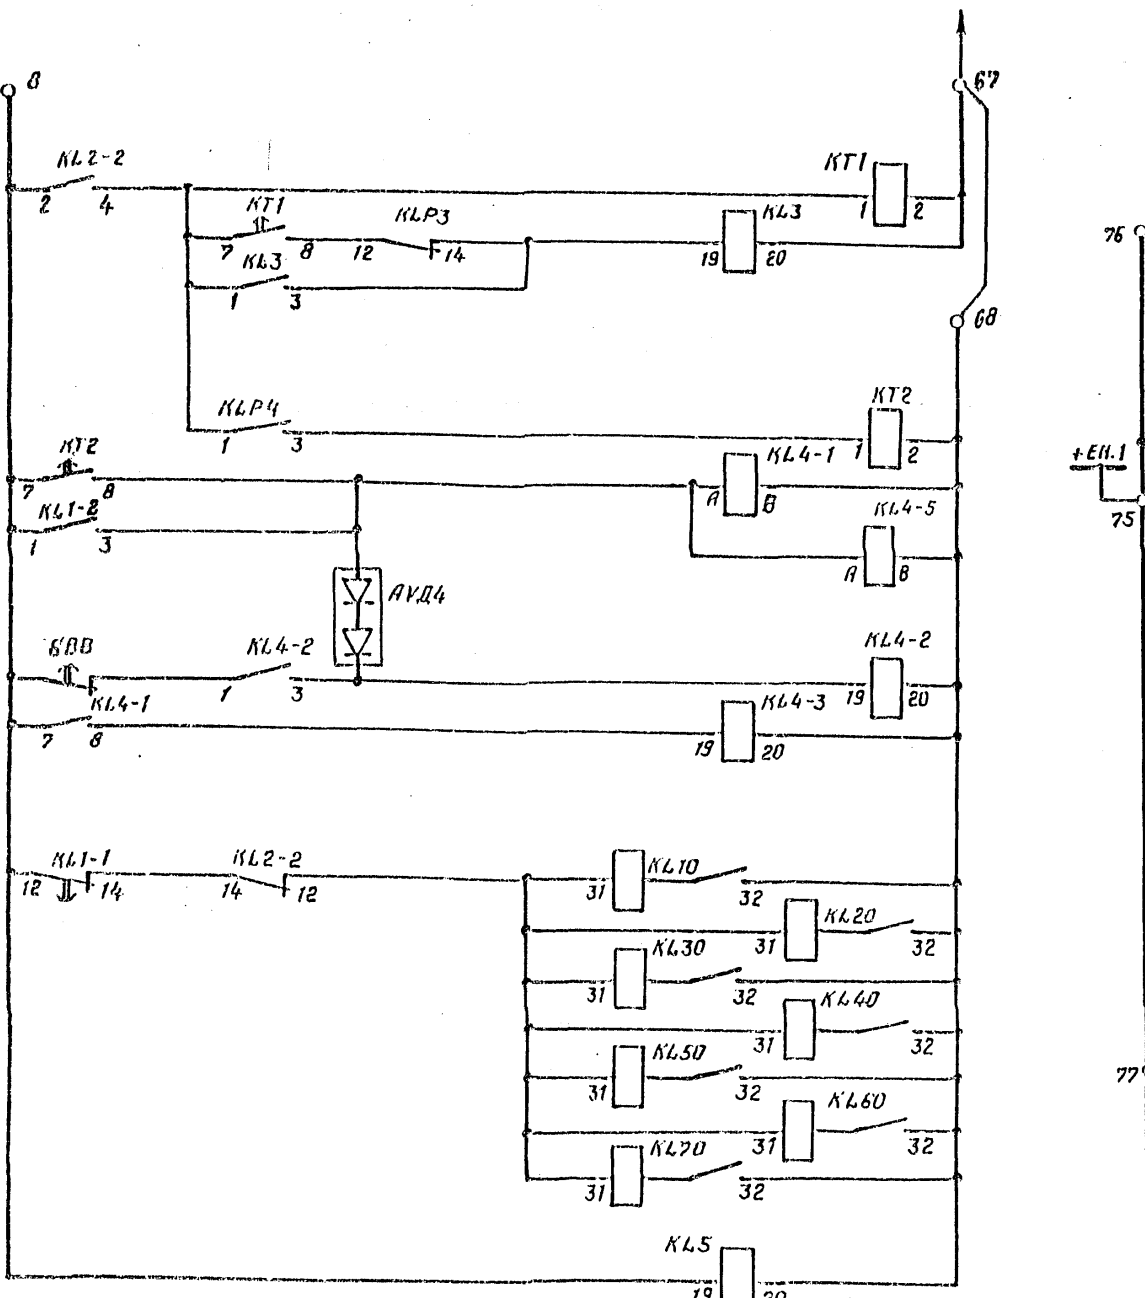 8
67
KL2-2
2 4
KT1
1 2
KT1
7 8
KLP3
12 14
KL3
19 20
KL3
1 3
76
68
KLP4
1 3
KT2
1 2
KT2
7 8
KL4-1
A B
+ЕН.1
75
KL1-2
1 3
KL4-5
A B
АVД4
KL4-2
1 3
KL4-2
19 20
KL4-1
7 8
KL4-3
19 20
KL1-1
12 14
KL2-2
14 12
KL10
31 32
KL20
31 32
KL30
31 32
KL40
31 32
KL50
31 32
77
KL60
31 32
KL70
31 32
KL5
19 20